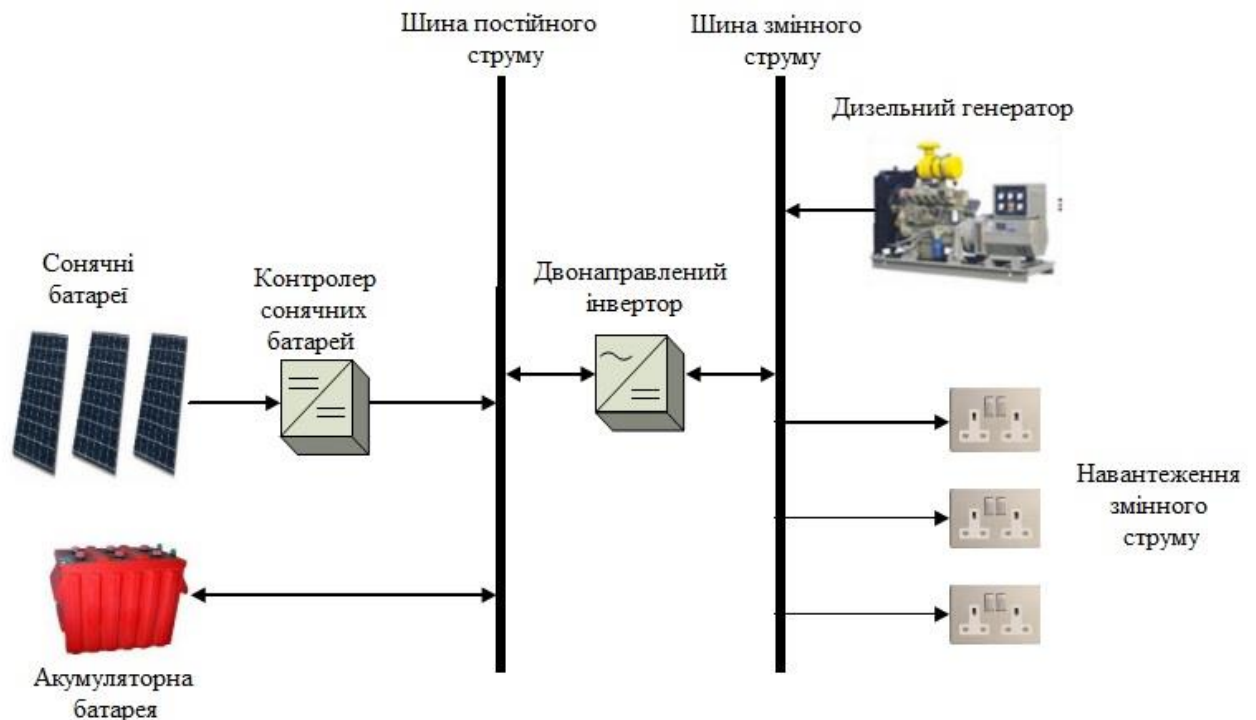 Шина постійного
струму
Шина змінного
струму
Дизельний генератор
Сонячні
батареї
Контролер
сонячних
батарей
Двонаправлений
інвертор
Навантеження
змінного
струму
Акумуляторна
батарея